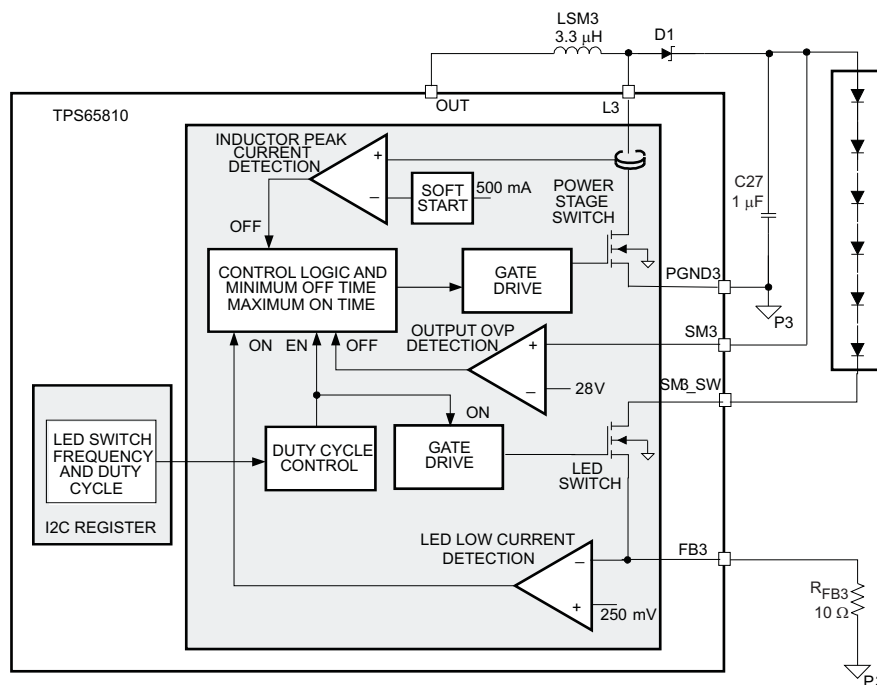 LSM3
3.3 μH
D1
TPS65810
OUT
L3
INDUCTOR PEAK
CURRENT
DETECTION
+
–
SOFT
START
500 mA
POWER
STAGE
SWITCH
C27
1 μF
OFF
CONTROL LOGIC AND
MINIMUM OFF TIME
MAXIMUM ON TIME
GATE
DRIVE
PGND3
P3
ON
EN
OFF
OUTPUT OVP
DETECTION
+
–
28V
SM3
SM3_SW
ON
LED SWITCH
FREQUENCY
AND DUTY
CYCLE
I2C REGISTER
DUTY CYCLE
CONTROL
GATE
DRIVE
LED
SWITCH
LED LOW CURRENT
DETECTION
–
+
250 mV
FB3
RFB3
10 Ω